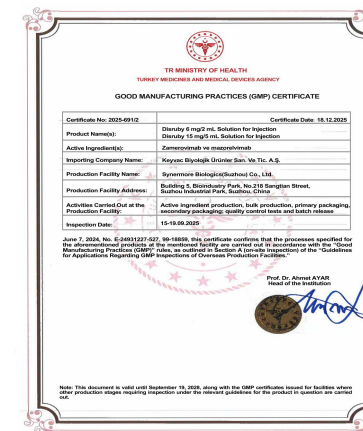 TR MINISTRY OF HEALTH
TURKEY MEDICINES AND MEDICAL DEVICES AGENCY
GOOD MANUFACTURING PRACTICES (GMP) CERTIFICATE
Certificate No: 2025-691/2 Certificate Date: 18.12.2025
Product Name(s): Disruby 6 mg/2 mL Solution for Injection
Disruby 15 mg/5 mL Solution for Injection
Active Ingredient(s): Zamerovimab ve mazorelvimab
Importing Company Name: Keyvac Biyolojik Ürünler San. Ve Tic. A.Ş.
Production Facility Name: Synermore Biologics(Suzhou) Co., Ltd.
Production Facility Address: Building 5, Bioindustry Park, No.218 Sangtian Street,
Suzhou Industrial Park, Suzhou, China.
Activities Carried Out at the
Production Facility:
Active ingredient production, bulk production, primary packaging,
secondary packaging; quality control tests and batch release
Inspection Date: 15-19.09.2025
June 7, 2024, No. E-24931227-527, 99-18859, this certificate confirms that the processes specified for
the aforementioned products at the mentioned facility are carried out in accordance with the "Good
Manufacturing Practices (GMP)" rules, as outlined in Section A (on-site inspection) of the "Guidelines
for Applications Regarding GMP Inspections of Overseas Production Facilities."
Prof. Dr. Ahmet AYAR
Head of the Institution
Note: This document is valid until September 19, 2028, along with the GMP certificates issued for facilities where
other production stages requiring inspection under the relevant guidelines for the product in question are carried
out.